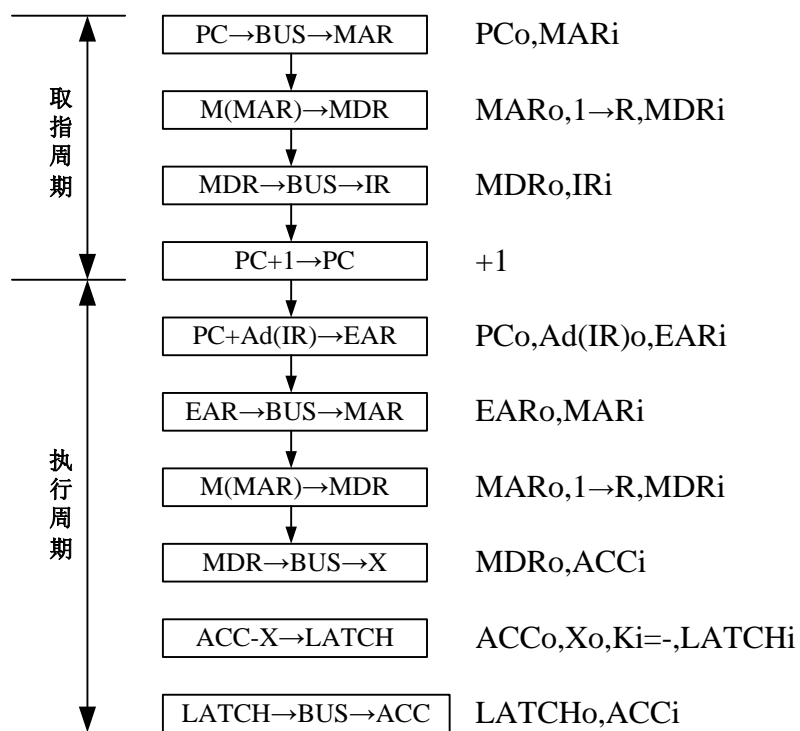 PC→BUS→MAR PCo,MARi
M(MAR)→MDR MARo,1→R,MDRi
取指周期
MDR→BUS→IR MDRo,IRi
PC+1→PC +1
PC+Ad(IR)→EAR PCo,Ad(IR)o,EARi
EAR→BUS→MAR EARo,MARi
执行周期
M(MAR)→MDR MARo,1→R,MDRi
MDR→BUS→X MDRo,ACCi
ACC-X→LATCH ACCo,Xo,Ki=-,LATCHi
LATCH→BUS→ACC LATCHo,ACCi